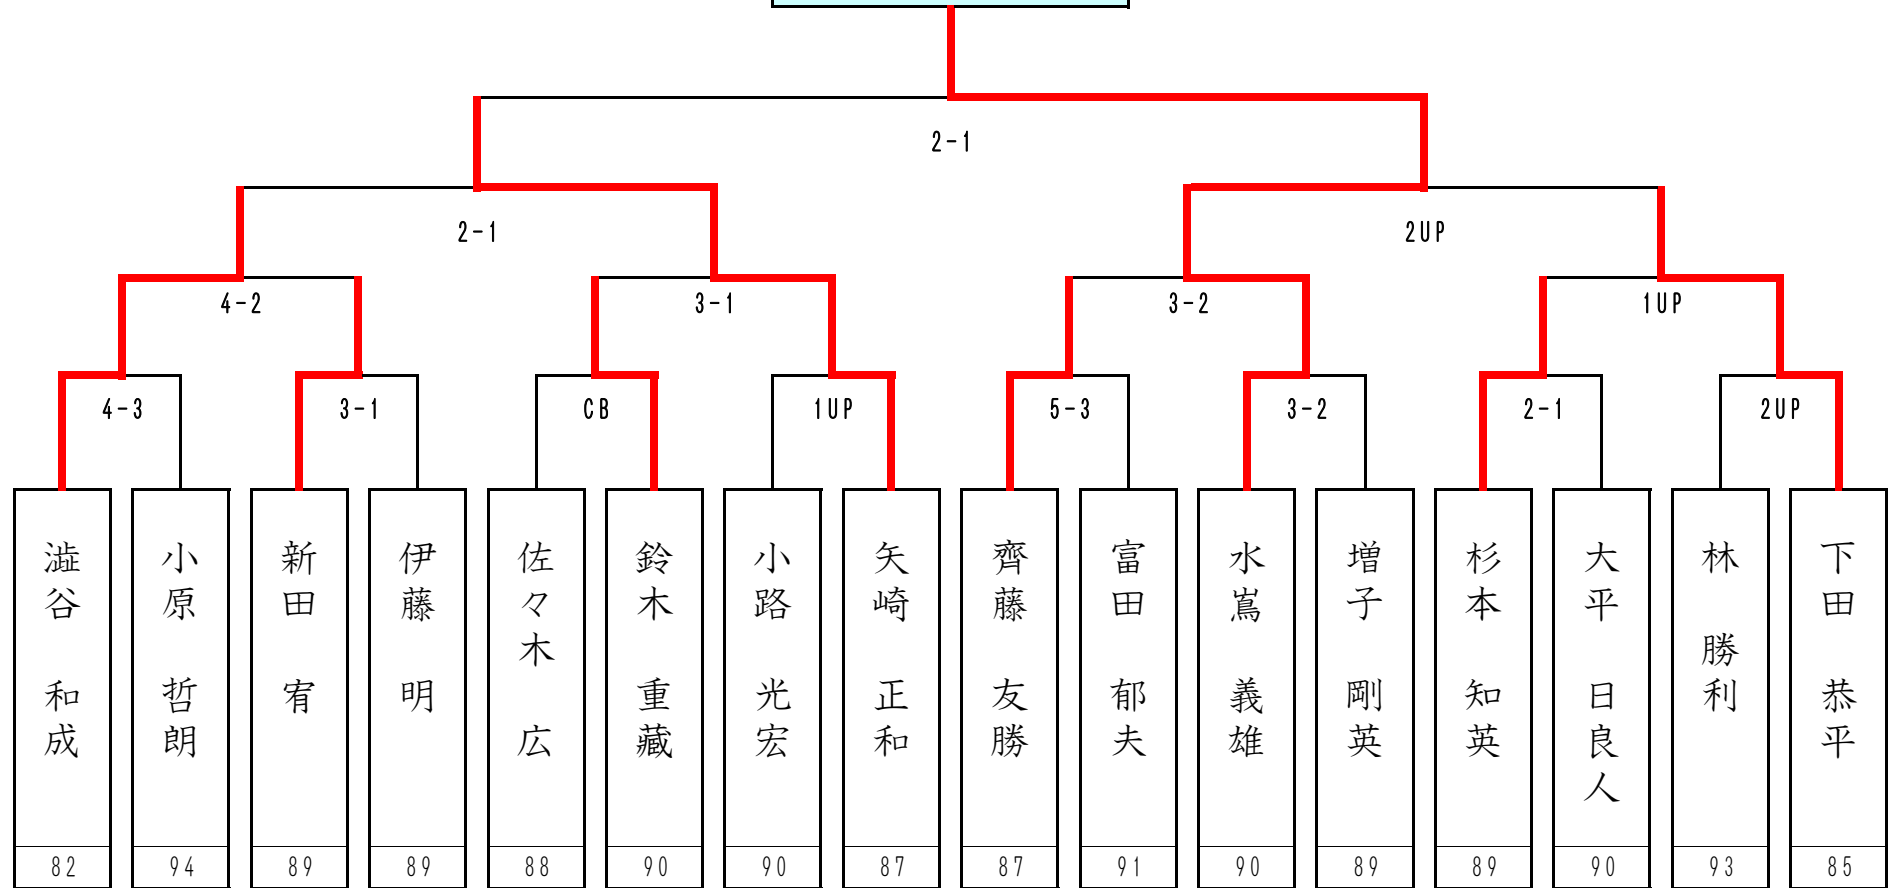 2-1
2-1
2UP
4-2
3-1
3-2
1UP
4-3
3-1
CB
1UP
5-3
3-2
2-1
2UP
澁谷　和成
小原　哲朗
新田　宥
伊藤　明
佐々木　広
鈴木　重藏
小路　光宏
矢崎　正和
齊藤　友勝
富田　郁夫
水嶌　義雄
増子　剛英
杉本　知英
大平　日良人
林　勝利
下田　恭平
82
94
89
89
88
90
90
87
87
91
90
89
89
90
93
85